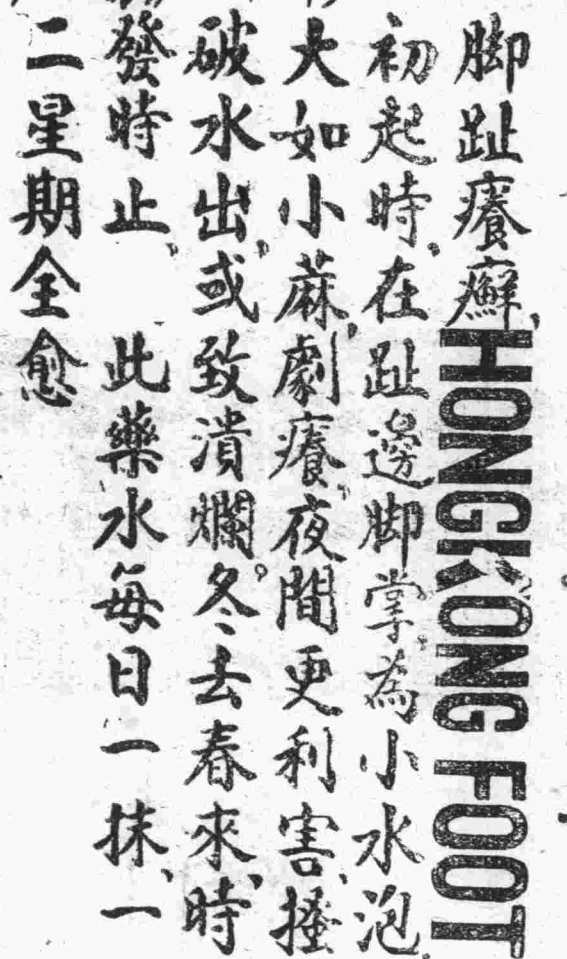 脚趾癢癬，HONGKONG FOOT
初起時，在趾邊脚掌，為小水泡，
大如小蔴，劇癢，夜間更利害，搔
破水出，或致潰爛。冬去春來，時
發時止， 此藥水每日一抹，一
二星期全愈